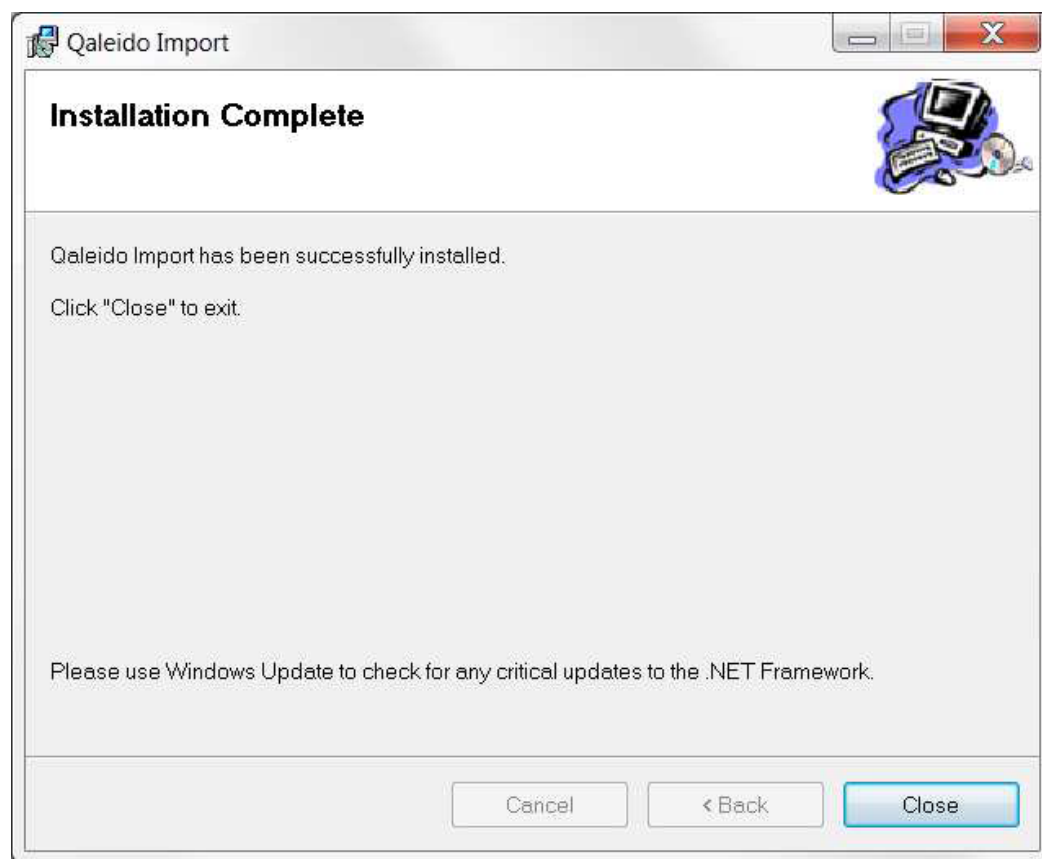 Qaleido Import
Installation Complete
Qaleido Import has been successfully installed.
Click "Close" to exit.
Please use Windows Update to check for any critical updates to the .NET Framework.
Cancel
< Back
Close